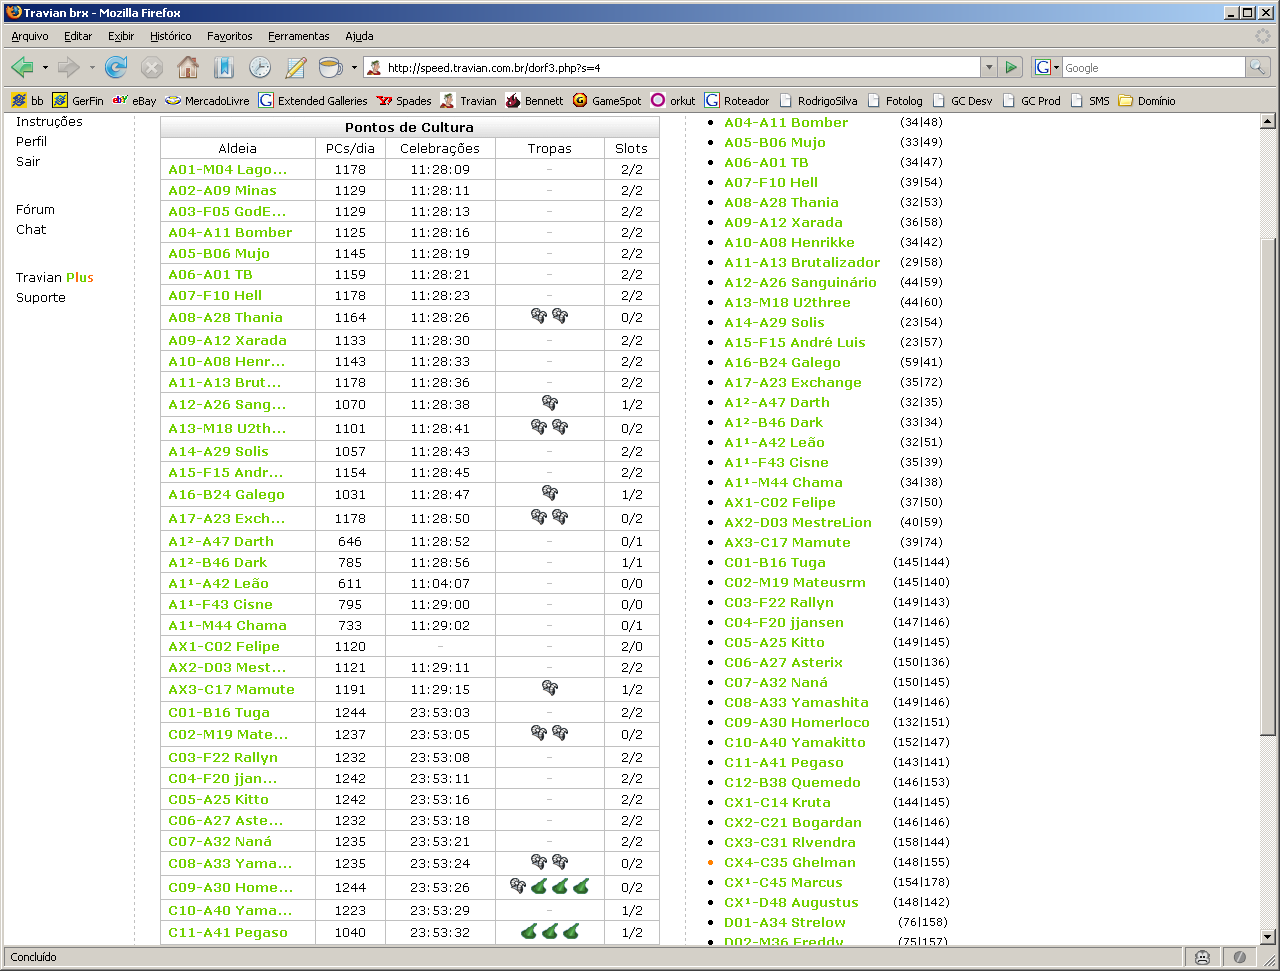 Travian brx - Mozilla Firefox
Arquivo Editar Exibir Histórico Favoritos Ferramentas Ajuda
http://speed.travian.com.br/dorf3.php?s=4
Google
bb GerFin eBay MercadoLivre Extended Galleries Spades Travian Bennett GameSpot orkut Roteador RodrigoSilva Fotolog GC Desv GC Prod SMS Domínio
Instruções
Perfil
Sair
Fórum
Chat
Travian Plus
Suporte
Pontos de Cultura
Aldeia PCs/dia Celebrações Tropas Slots
A01-M04 Lago... 1178 11:28:09 - 2/2
A02-A09 Minas 1129 11:28:11 - 2/2
A03-F05 GodE... 1129 11:28:13 - 2/2
A04-A11 Bomber 1125 11:28:16 - 2/2
A05-B06 Mujo 1145 11:28:19 - 2/2
A06-A01 TB 1159 11:28:21 - 2/2
A07-F10 Hell 1178 11:28:23 - 2/2
A08-A28 Thania 1164 11:28:26 0/2
A09-A12 Xarada 1133 11:28:30 - 2/2
A10-A08 Henr... 1143 11:28:33 - 2/2
A11-A13 Brut... 1178 11:28:36 - 2/2
A12-A26 Sang... 1070 11:28:38 1/2
A13-M18 U2th... 1101 11:28:41 0/2
A14-A29 Solis 1057 11:28:43 - 2/2
A15-F15 Andr... 1154 11:28:45 - 2/2
A16-B24 Galego 1031 11:28:47 1/2
A17-A23 Exch... 1178 11:28:50 0/2
A1²-A47 Darth 646 11:28:52 - 0/1
A1²-B46 Dark 785 11:28:56 - 1/1
A1¹-A42 Leão 611 11:04:07 - 0/0
A1¹-F43 Cisne 795 11:29:00 - 0/0
A1¹-M44 Chama 733 11:29:02 - 0/1
AX1-C02 Felipe 1120 - - 2/0
AX2-D03 Mest... 1121 11:29:11 - 2/2
AX3-C17 Mamute 1191 11:29:15 1/2
C01-B16 Tuga 1244 23:53:03 - 2/2
C02-M19 Mate... 1237 23:53:05 0/2
C03-F22 Rallyn 1232 23:53:08 - 2/2
C04-F20 jjan... 1242 23:53:11 - 2/2
C05-A25 Kitto 1242 23:53:16 - 2/2
C06-A27 Aste... 1232 23:53:18 - 2/2
C07-A32 Naná 1235 23:53:21 - 2/2
C08-A33 Yama... 1235 23:53:24 0/2
C09-A30 Home... 1244 23:53:26 0/2
C10-A40 Yama... 1223 23:53:29 - 1/2
C11-A41 Pegaso 1040 23:53:32 1/2
A04-A11 Bomber (34|48)
A05-B06 Mujo (33|49)
A06-A01 TB (34|47)
A07-F10 Hell (39|54)
A08-A28 Thania (32|53)
A09-A12 Xarada (36|58)
A10-A08 Henrikke (34|42)
A11-A13 Brutalizador (29|58)
A12-A26 Sanguinário (44|59)
A13-M18 U2three (44|60)
A14-A29 Solis (23|54)
A15-F15 André Luis (23|57)
A16-B24 Galego (59|41)
A17-A23 Exchange (35|72)
A1²-A47 Darth (32|35)
A1²-B46 Dark (33|34)
A1¹-A42 Leão (32|51)
A1¹-F43 Cisne (35|39)
A1¹-M44 Chama (34|38)
AX1-C02 Felipe (37|50)
AX2-D03 MestreLion (40|59)
AX3-C17 Mamute (39|74)
C01-B16 Tuga (145|144)
C02-M19 Mateusrm (145|140)
C03-F22 Rallyn (149|143)
C04-F20 jjansen (147|146)
C05-A25 Kitto (149|145)
C06-A27 Asterix (150|136)
C07-A32 Naná (150|145)
C08-A33 Yamashita (149|146)
C09-A30 Homerloco (132|151)
C10-A40 Yamakitto (152|147)
C11-A41 Pegaso (143|141)
C12-B38 Quemedo (146|153)
CX1-C14 Kruta (144|145)
CX2-C21 Bogardan (146|146)
CX3-C31 Rlvendra (158|144)
CX4-C35 Ghelman (148|155)
CX¹-C45 Marcus (154|178)
CX¹-D48 Augustus (148|142)
D01-A34 Strelow (76|158)
D02-M36 Freddy (75|157)
Concluído